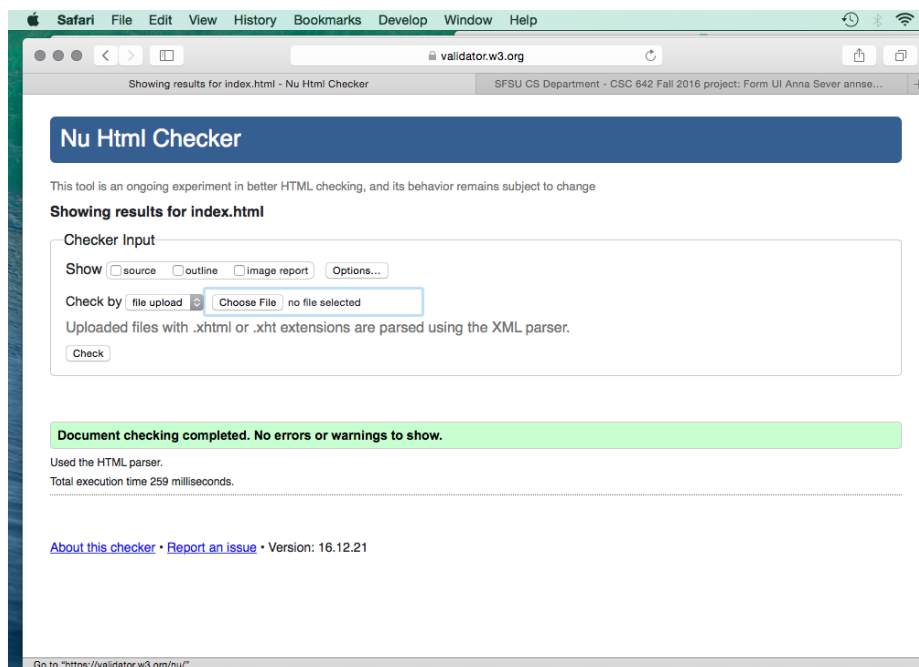 Safari File Edit View History Bookmarks Develop Window Help
validator.w3.org
Showing results for index.html - Nu Html Checker SFSU CS Department - CSC 642 Fall 2016 project: Form UI Anna Sever annse...
Nu Html Checker
This tool is an ongoing experiment in better HTML checking, and its behavior remains subject to change
Showing results for index.html
Checker Input
Show source outline image report Options...
Check by file upload Choose File no file selected
Uploaded files with .xhtml or .xht extensions are parsed using the XML parser.
Check
Document checking completed. No errors or warnings to show.
Used the HTML parser.
Total execution time 259 milliseconds.
About this checker • Report an issue • Version: 16.12.21
Go to "https://validator.w3.org/nu/"